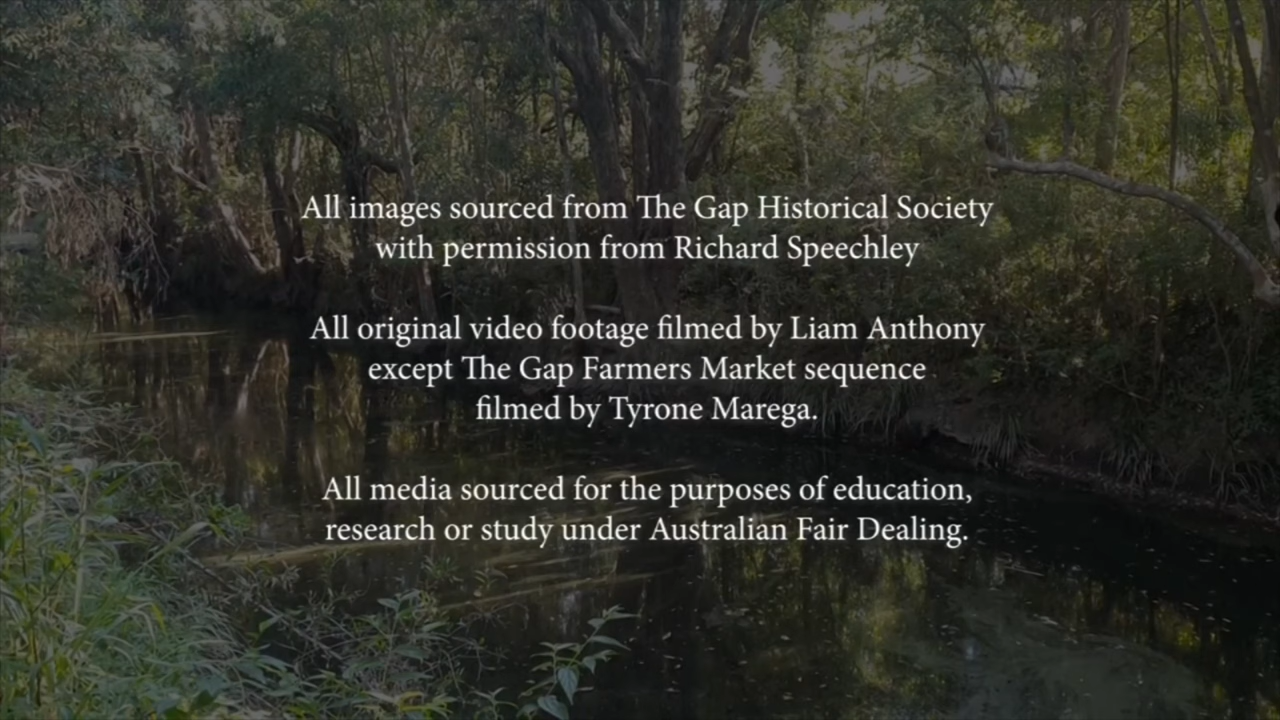 All images sourced from The Gap Historical Society
with permission from Richard Speechley
All original video footage filmed by Liam Anthony
except The Gap Farmers Market sequence
filmed by Tyrone Marega.
All media sourced for the purposes of education,
research or study under Australian Fair Dealing.